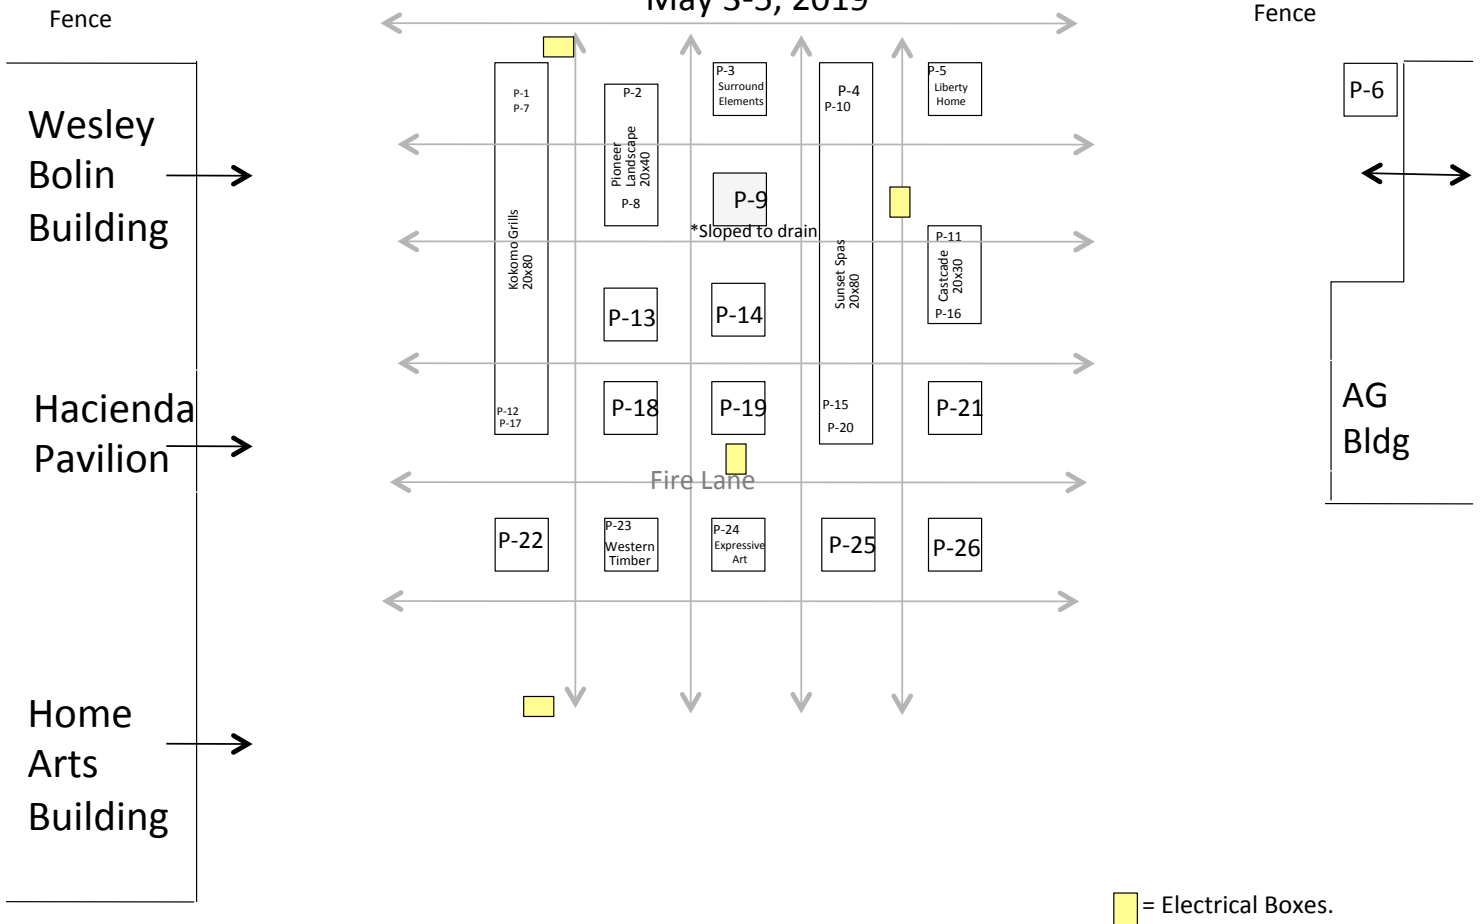 May 3-5, 2019
Fence
Fence
Wesley
Bolin
Building
P-1
P-7
Kokomo Grills
20x80
P-12
P-17
P-2
Pioneer
Landscape
20x40
P-8
P-3
Surround
Elements
P-4
P-10
Sunset Spas
20x80
P-15
P-20
P-5
Liberty
Home
P-6
P-9
*Sloped to drain
P-11
Castcade
20x30
P-16
P-13
P-14
Hacienda
Pavilion
P-18
P-19
P-21
AG
Bldg
Fire Lane
P-22
P-23
Western
Timber
P-24
Expressive
Art
P-25
P-26
Home
Arts
Building
= Electrical Boxes.